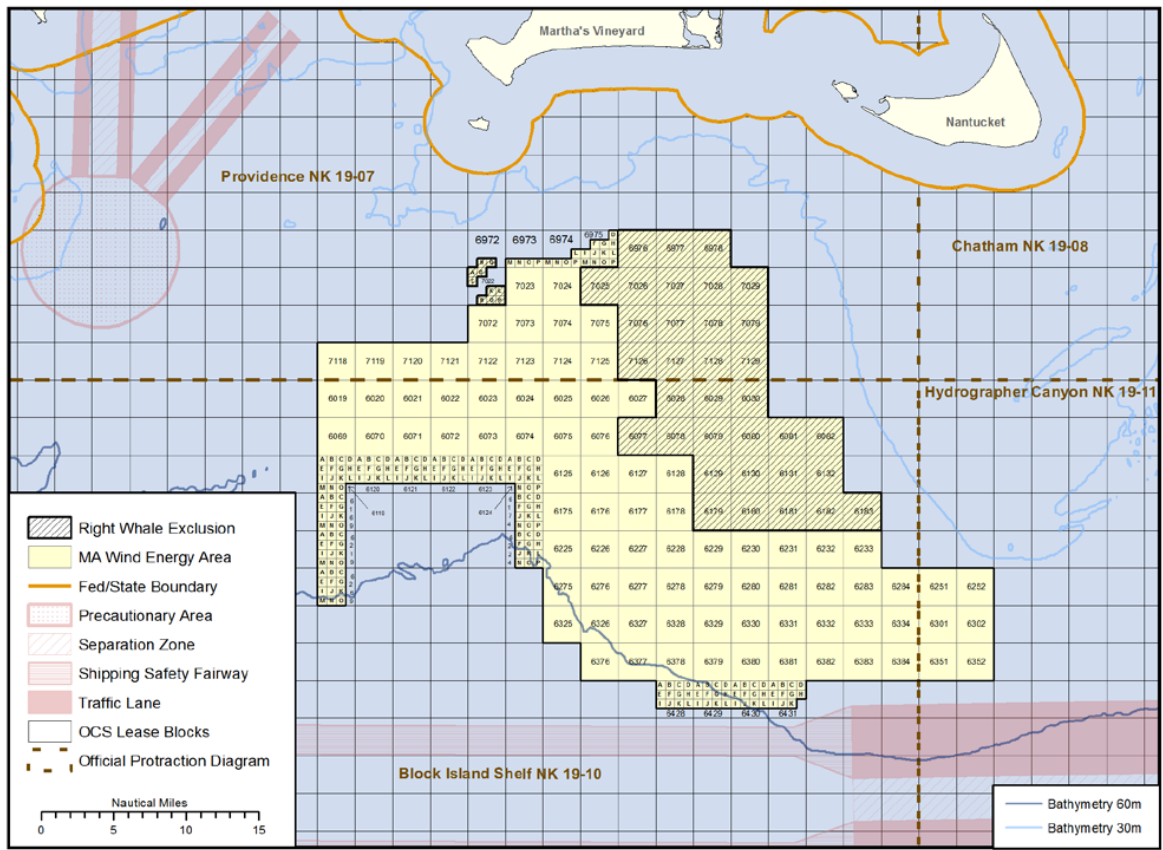 Martha's Vineyard
Nantucket
Providence NK 19-07
Chatham NK 19-08
6972 6973 6974 6975
6976 6977 6978
7023 7024 7025 7026 7027 7028 7029
7072 7073 7074 7075 7076 7077 7078 7079
7118 7119 7120 7121 7122 7123 7124 7125 7126 7127 7128 7129
Hydrographer Canyon NK 19-11
6019 6020 6021 6022 6023 6024 6025 6026 6027 6028 6029 6030
6069 6070 6071 6072 6073 6074 6075 6076 6077 6078 6079 6080 6081 6082
6125 6126 6127 6128 6129 6130 6131 6132
6120 6121 6122 6123
6119 6124
6175 6176 6177 6178 6179 6180 6181 6182 6183
6225 6226 6227 6228 6229 6230 6231 6232 6233
6275 6276 6277 6278 6279 6280 6281 6282 6283 6284 6251 6252
6325 6326 6327 6328 6329 6330 6331 6332 6333 6334 6301 6302
6376 6377 6378 6379 6380 6381 6382 6383 6384 6351 6352
6428 6429 6430 6431
Block Island Shelf NK 19-10
Right Whale Exclusion
MA Wind Energy Area
Fed/State Boundary
Precautionary Area
Separation Zone
Shipping Safety Fairway
Traffic Lane
OCS Lease Blocks
Official Protraction Diagram
Nautical Miles
0 5 10 15
Bathymetry 60m
Bathymetry 30m